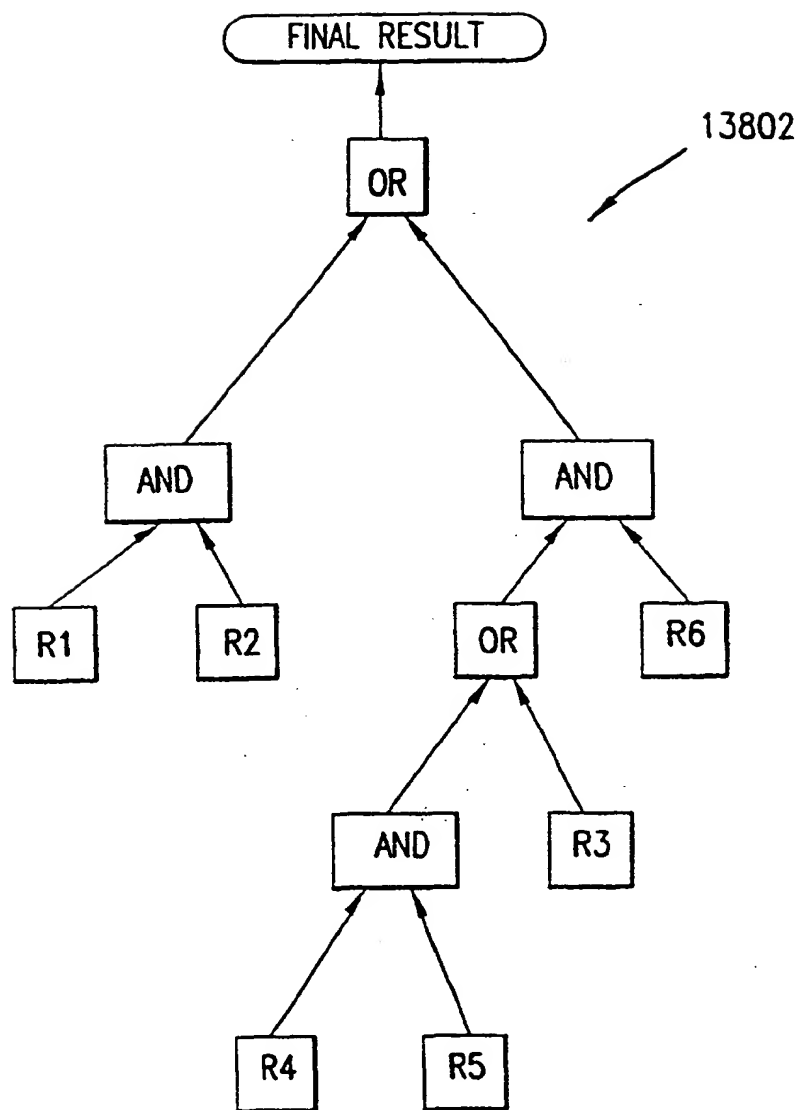 FINAL RESULT
13802
OR
AND
AND
R1
R2
OR
R6
AND
R3
R4
R5